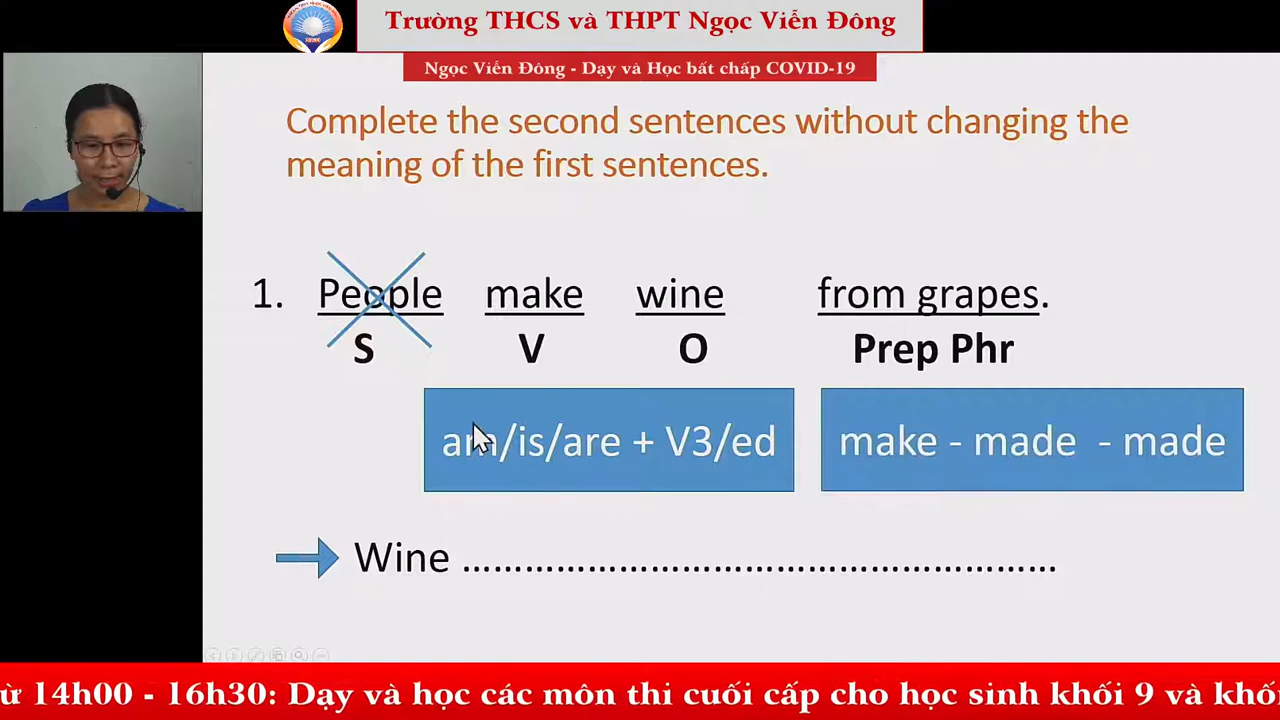 Trường THCS và THPT Ngọc Viễn Đông
Ngọc Viễn Đông - Dạy và Học bất chấp COVID-19
Complete the second sentences without changing the
meaning of the first sentences.
1. People make wine from grapes.
S V O Prep Phr
am/is/are + V3/ed make - made - made
Wine ……………………………………………
14h00 - 16h30: Dạy và học các môn thi cuối cấp cho học sinh khối 9 và